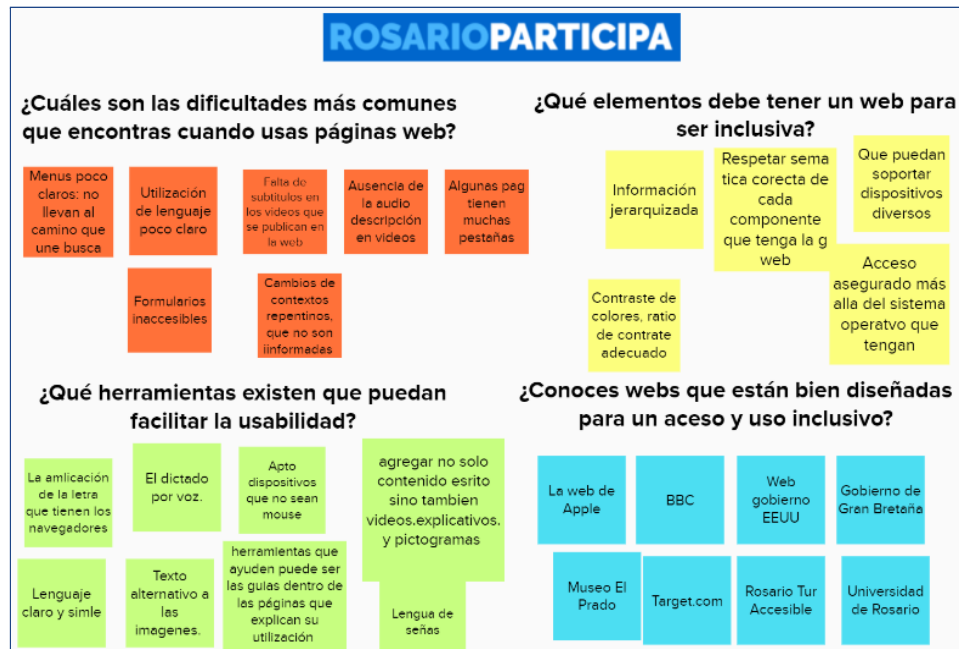 ROSARIOPARTICIPA
¿Cuáles son las dificultades más comunes
que encontras cuando usas páginas web?
Menus poco
claros: no
llevan al
camino que
une busca
Utilización
de lenguaje
poco claro
Falta de
subtitulos en
los videos que
se publican en
la web
Ausencia de
la audio
descripción
en videos
Algunas pag
tienen
muchas
pestañas
Formularios
inaccesibles
Cambios de
contextos
repentinos,
que no son
iinformadas
¿Qué elementos debe tener un web para
ser inclusiva?
Información
jerarquizada
Respetar sema
tica corecta de
cada
componente
que tenga la g
web
Que puedan
soportar
dispositivos
diversos
Contraste de
colores, ratio
de contrate
adecuado
Acceso
asegurado más
alla del sistema
operatvo que
tengan
¿Qué herramientas existen que puedan
facilitar la usabilidad?
La amlicación
de la letra
que tienen los
navegadores
El dictado
por voz.
Apto
dispositivos
que no sean
mouse
agregar no solo
contenido esrito
sino tambien
videos.explicativos.
y pictogramas
Lenguaje
claro y simle
Texto
alternativo a
las
imagenes.
herramientas que
ayuden puede ser
las guias dentro de
las páginas que
explican su
utilización
Lengua de
señas
¿Conoces webs que están bien diseñadas
para un aceso y uso inclusivo?
La web de
Apple
BBC
Web
gobierno
EEUU
Gobierno de
Gran Bretaña
Museo El
Prado
Target.com
Rosario Tur
Accesible
Universidad
de Rosario